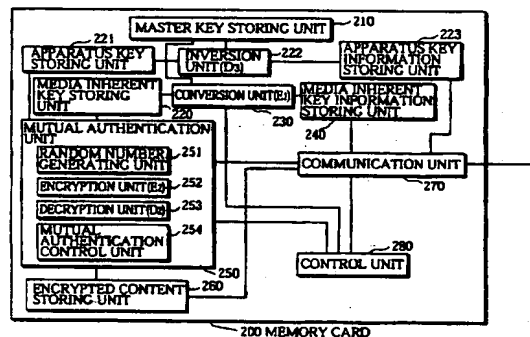 MASTER KEY STORING UNIT
210
221
APPARATUS KEY STORING UNIT
INVERSION UNIT(D3)
222
223
APPARATUS KEY INFORMATION STORING UNIT
MEDIA INHERENT KEY STORING UNIT
220
CONVERSION UNIT(E1)
230
MEDIA INHERENT KEY INFORMATION STORING UNIT
240
MUTUAL AUTHENTICATION UNIT
RANDOM NUMBER GENERATING UNIT
251
ENCRYPTION UNIT(E2)
252
DECRYPTION UNIT(D2)
253
MUTUAL AUTHENTICATION CONTROL UNIT
254
250
COMMUNICATION UNIT
270
280
CONTROL UNIT
ENCRYPTED CONTENT STORING UNIT
260
200 MEMORY CARD